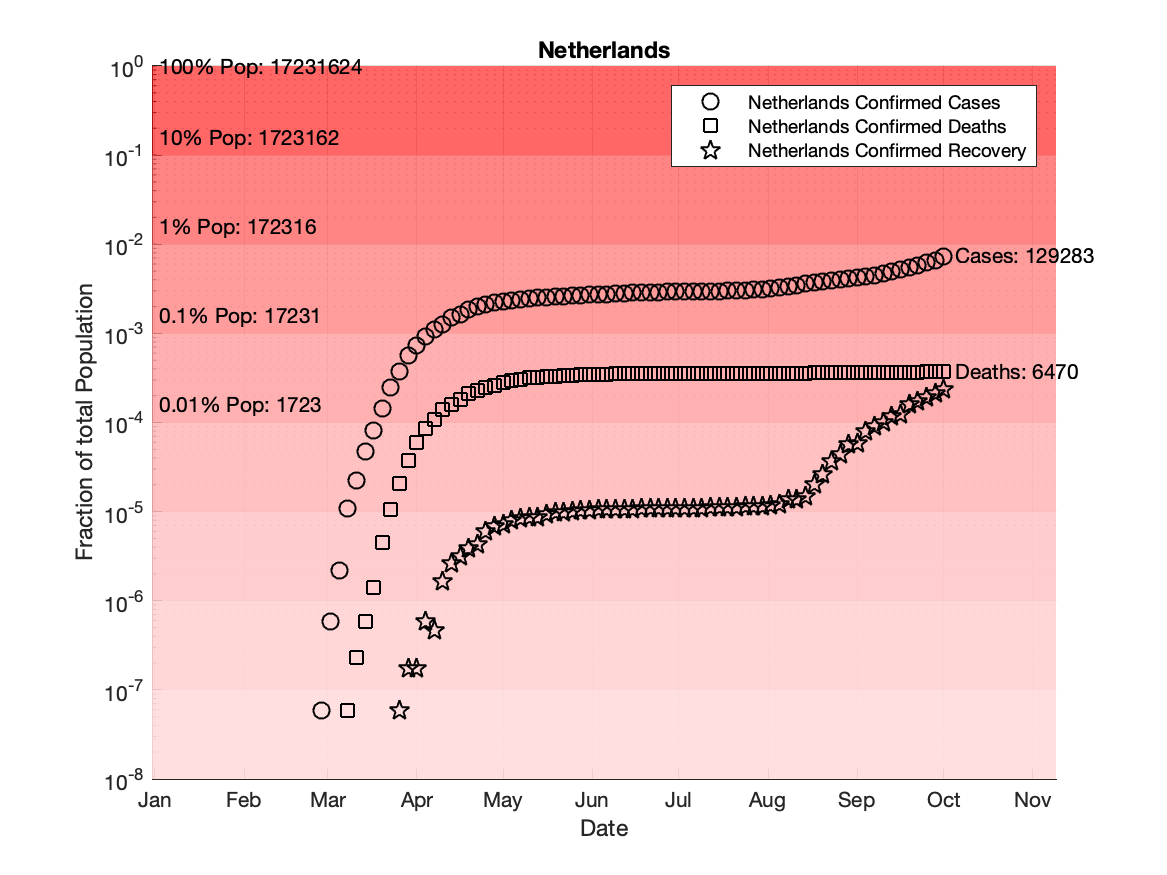 Netherlands
10^0
100% Pop: 17231624
Netherlands Confirmed Cases
Netherlands Confirmed Deaths
Netherlands Confirmed Recovery
10% Pop: 1723162
10^-1
1% Pop: 172316
10^-2
Cases: 129283
0.1% Pop: 17231
10^-3
Deaths: 6470
0.01% Pop: 1723
10^-4
10^-5
10^-6
10^-7
10^-8
Fraction of total Population
Jan Feb Mar Apr May Jun Jul Aug Sep Oct Nov
Date